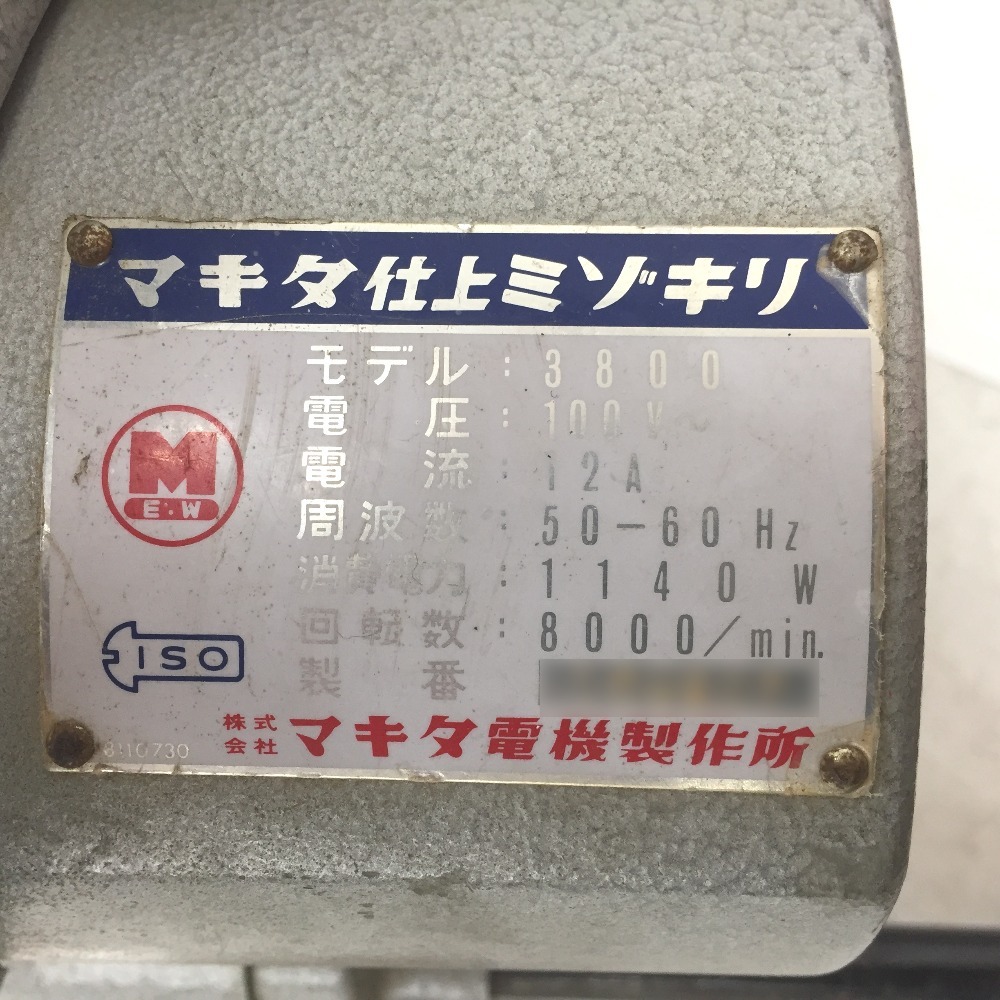 マキタ仕上ミゾキリ
モデル：3800
電圧：100V～
電流：12A
周波数：50－60Hz
消費電力：1140W
回転数：8000／min.
製番
M
E・W
ISO
株式会社 マキタ電機製作所
8110730